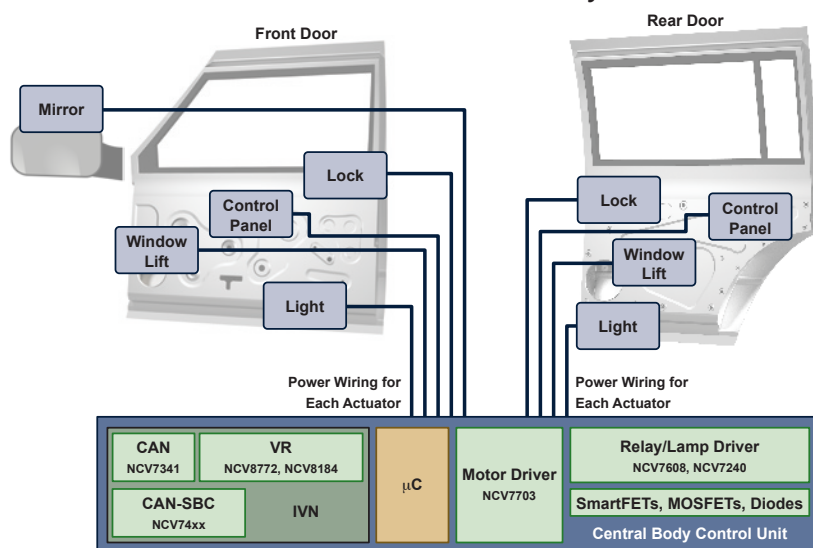 Front Door
Rear Door
Mirror
Lock
Control
Panel
Window
Lift
Light
Lock
Control
Panel
Window
Lift
Light
Power Wiring for
Each Actuator
Power Wiring for
Each Actuator
CAN
NCV7341
VR
NCV8772, NCV8184
CAN-SBC
NCV74xx
IVN
μC
Motor Driver
NCV7703
Relay/Lamp Driver
NCV7608, NCV7240
SmartFETs, MOSFETs, Diodes
Central Body Control Unit